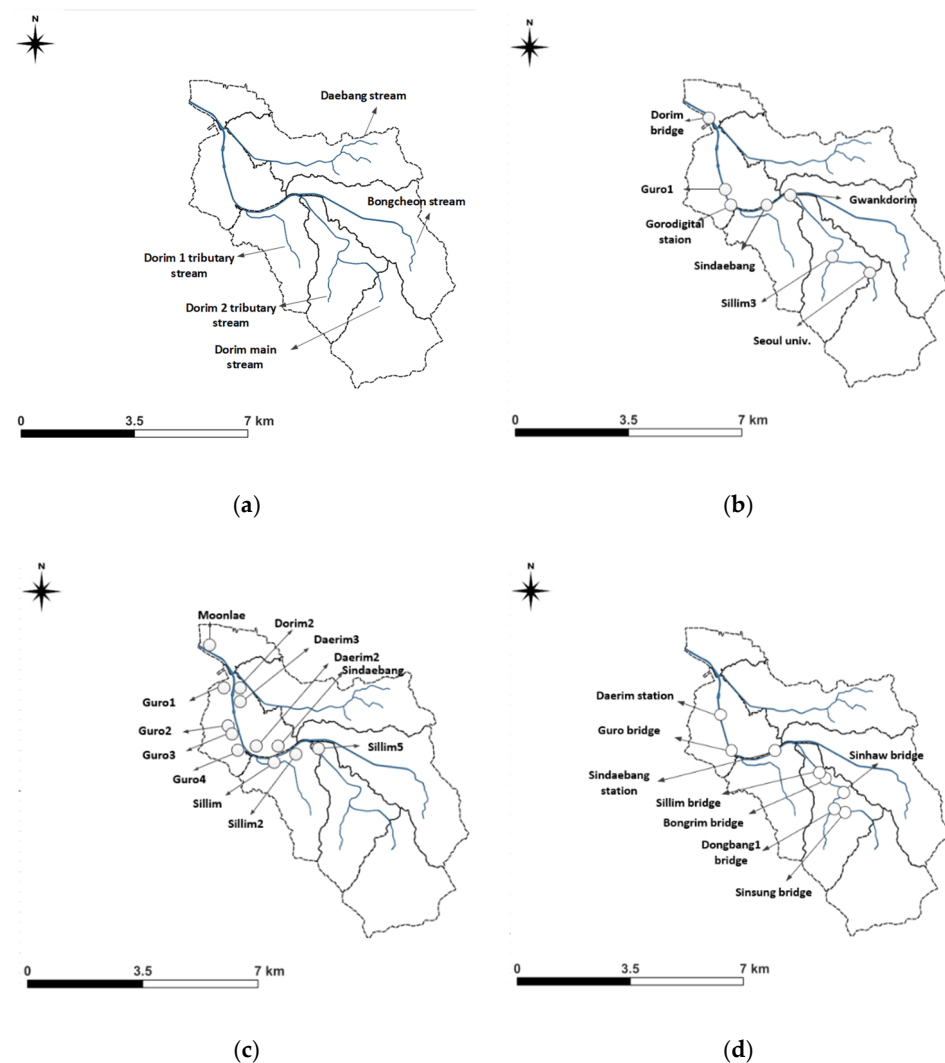 N
Daebang stream
Bongcheon stream
Dorim 1 tributary
stream
Dorim 2 tributary
stream
Dorim main
stream
0 3.5 7 km
(a)
N
Dorim
bridge
Guro1
Gwankdorim
Gorodigital
staion
Sindaebang
Sillim3
Seoul univ.
0 3.5 7 km
(b)
N
Moonlae
Dorim2
Daerim3
Daerim2
Sindaebang
Guro1
Guro2
Guro3
Guro4
Sillim5
Sillim
Sillim2
0 3.5 7 km
(c)
N
Daerim station
Guro bridge
Sinhaw bridge
Sindaebang
station
Sillim bridge
Bongrim bridge
Dongbang1
bridge
Sinsung bridge
0 3.5 7 km
(d)